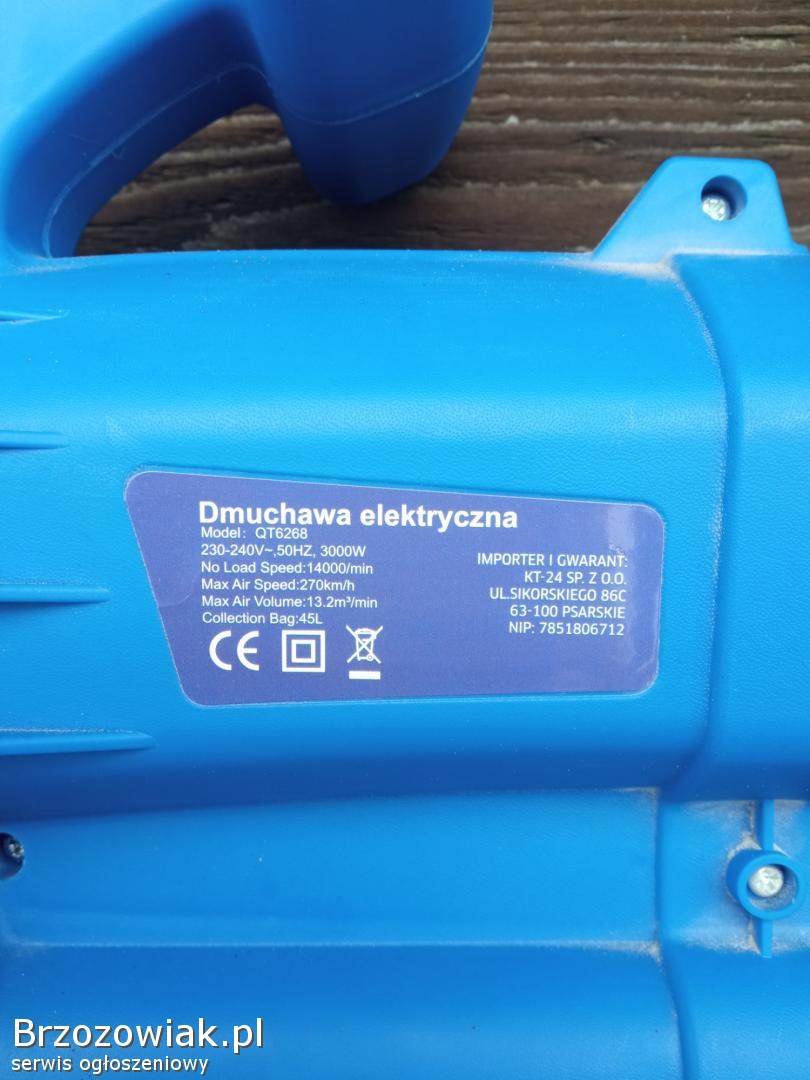 Dmuchawa elektryczna
Model: QT6268
230-240V~,50HZ, 3000W
No Load Speed:14000/min
Max Air Speed:270km/h
Max Air Volume:13.2m³/min
Collection Bag:45L
CE
IMPORTER I GWARANT:
KT-24 SP. Z O.O.
UL.SIKORSKIEGO 86C
63-100 PSARSKIE
NIP: 7851806712
Brzozowiak.pl
serwis ogłoszeniowy